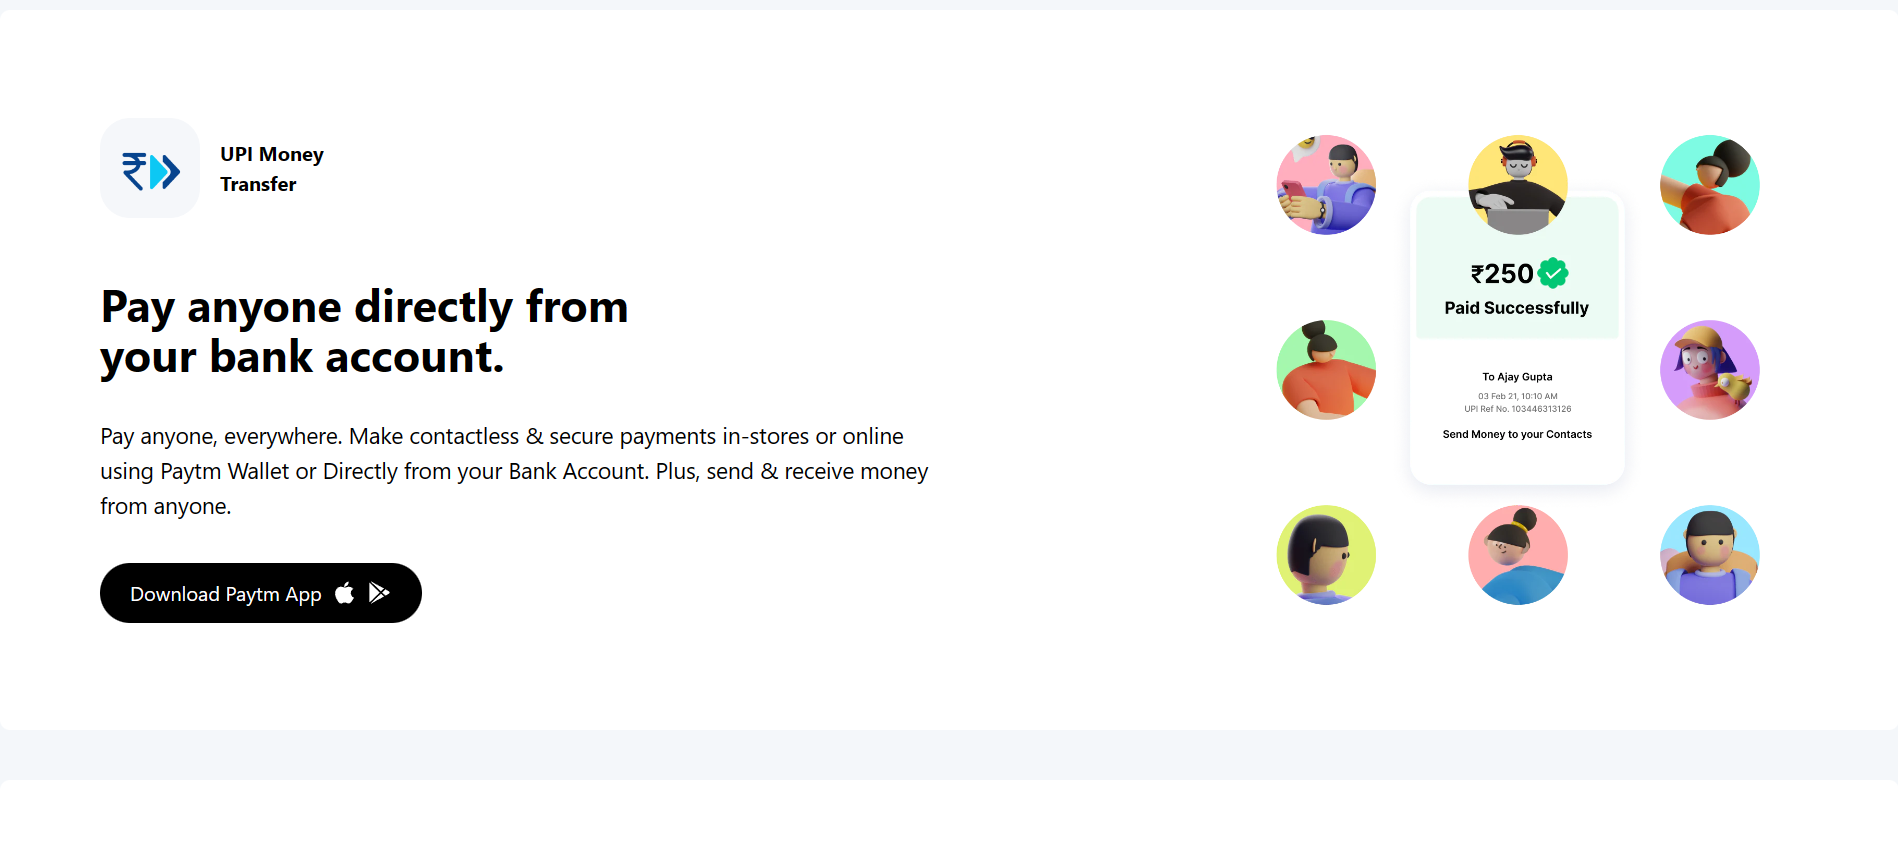 UPI Money
Transfer
Pay anyone directly from
your bank account.
Pay anyone, everywhere. Make contactless & secure payments in-stores or online
using Paytm Wallet or Directly from your Bank Account. Plus, send & receive money
from anyone.
Download Paytm App
₹250
Paid Successfully
To Ajay Gupta
03 Feb 21, 10:10 AM
UPI Ref No. 103446313126
Send Money to your Contacts